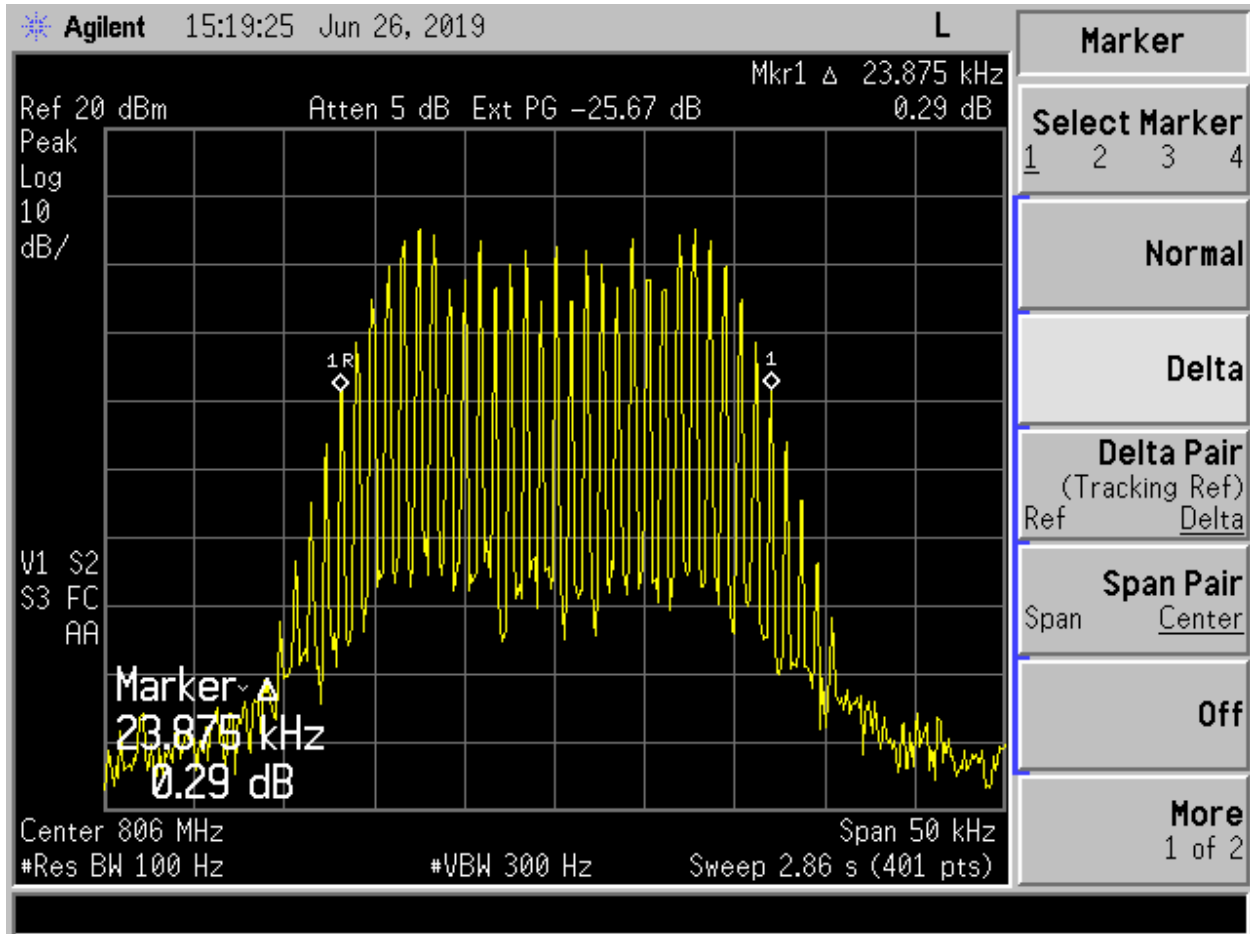 Agilent 15:19:25 Jun 26, 2019 L
Mkr1 Δ 23.875 kHz
Ref 20 dBm Atten 5 dB Ext PG -25.67 dB 0.29 dB
Peak
Log
10
dB/
1R
1
V1 S2
S3 FC
AA
Marker Δ
23.875 kHz
0.29 dB
Center 806 MHz Span 50 kHz
#Res BW 100 Hz #VBW 300 Hz Sweep 2.86 s (401 pts)
Marker
Select Marker
1 2 3 4
Normal
Delta
Delta Pair
(Tracking Ref)
Ref Delta
Span Pair
Span Center
Off
More
1 of 2